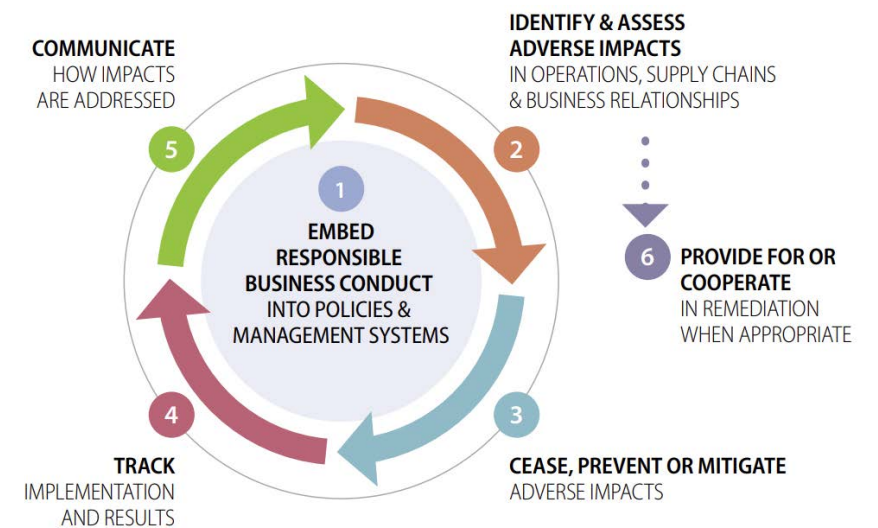 1
EMBED
RESPONSIBLE
BUSINESS CONDUCT
INTO POLICIES &
MANAGEMENT SYSTEMS
2
IDENTIFY & ASSESS
ADVERSE IMPACTS
IN OPERATIONS, SUPPLY CHAINS
& BUSINESS RELATIONSHIPS
3
CEASE, PREVENT OR MITIGATE
ADVERSE IMPACTS
4
TRACK
IMPLEMENTATION
AND RESULTS
5
COMMUNICATE
HOW IMPACTS
ARE ADDRESSED
6
PROVIDE FOR OR
COOPERATE
IN REMEDIATION
WHEN APPROPRIATE